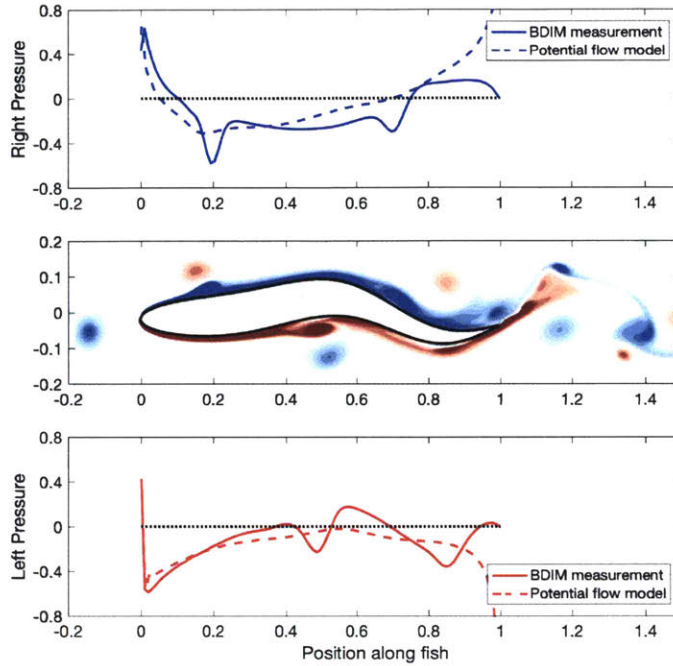 0.8
0.4
0
-0.4
-0.8
Right Pressure
BDIM measurement
Potential flow model
-0.2 0 0.2 0.4 0.6 0.8 1 1.2 1.4
0.2
0.1
0
-0.1
-0.2
-0.2 0 0.2 0.4 0.6 0.8 1 1.2 1.4
0.8
0.4
0
-0.4
-0.8
Left Pressure
BDIM measurement
Potential flow model
-0.2 0 0.2 0.4 0.6 0.8 1 1.2 1.4
Position along fish